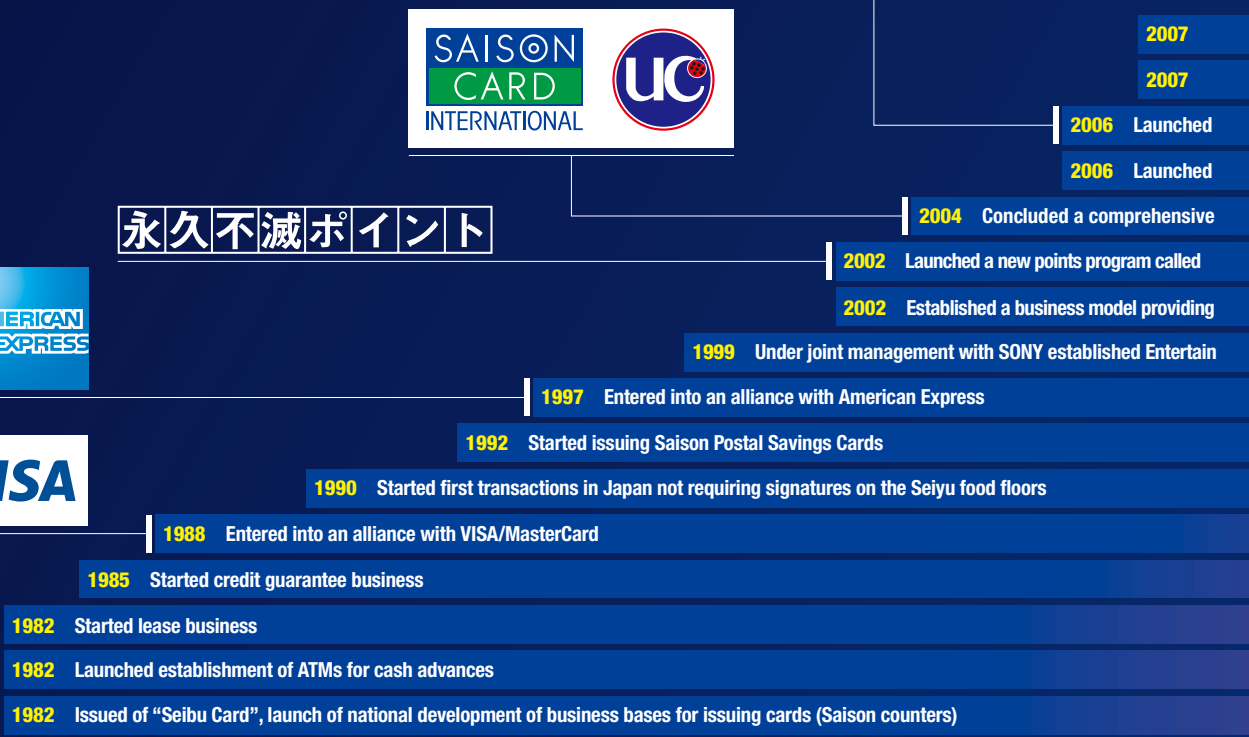 2007
2007
2006 Launched
2006 Launched
SAISON
CARD
INTERNATIONAL
UC
2004 Concluded a comprehensive
永久不滅ポイント
2002 Launched a new points program called
2002 Established a business model providing
1999 Under joint management with SONY established Entertain
ERICAN
EXPRESS
1997 Entered into an alliance with American Express
1992 Started issuing Saison Postal Savings Cards
ISA
1990 Started first transactions in Japan not requiring signatures on the Seiyu food floors
1988 Entered into an alliance with VISA/MasterCard
1985 Started credit guarantee business
1982 Started lease business
1982 Launched establishment of ATMs for cash advances
1982 Issued of “Seibu Card”, launch of national development of business bases for issuing cards (Saison counters)